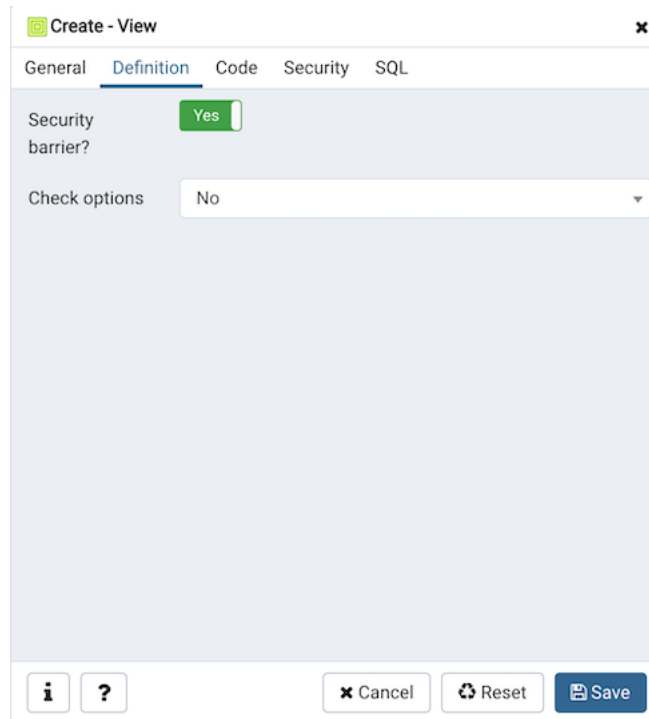 Create - View
General Definition Code Security SQL
Security barrier?
Yes
Check options
No
i ? Cancel Reset Save